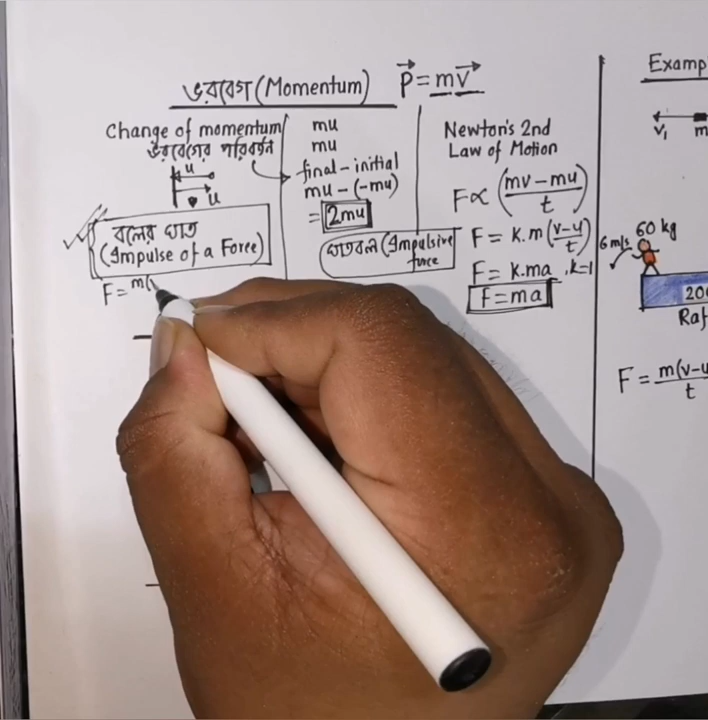 ভরবেগ (Momentum) P = mv
Change of momentum
ভরবেগের পরিবর্তন
u
u
বলের ঘাত
(Impulse of a Force)
F = m(
mu
mu
final - initial
mu - (-mu)
= 2mu
ঘাতবল (Impulsive
force
Newton's 2nd
Law of Motion
F ∝ (mv - mu / t)
F = K.m (v-u / t)
F = K.ma , k=1
F = ma
Examp
v₁ m
6 m/s 60 kg
200
Raf
F = m(v-u / t